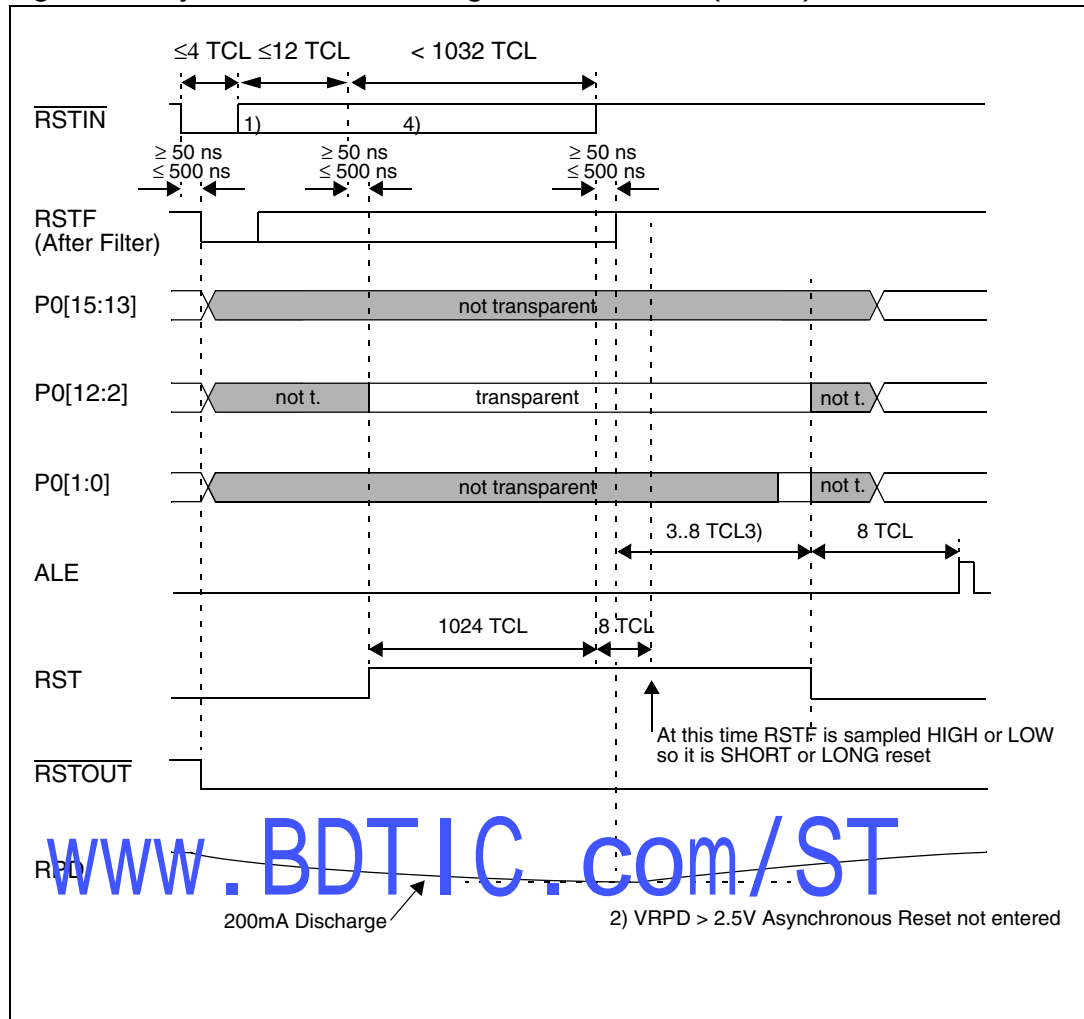 ≤4 TCL ≤12 TCL < 1032 TCL
RSTIN
1) 4)
≥ 50 ns ≥ 50 ns ≥ 50 ns
≤ 500 ns ≤ 500 ns ≤ 500 ns
RSTF
(After Filter)
P0[15:13] not transparent
P0[12:2] not t. transparent not t.
P0[1:0] not transparent not t.
3..8 TCL3) 8 TCL
ALE
1024 TCL 8 TCL
RST
At this time RSTF is sampled HIGH or LOW
so it is SHORT or LONG reset
RSTOUT
www.BDTIC.com/ST
RPD
200mA Discharge 2) VRPD > 2.5V Asynchronous Reset not entered